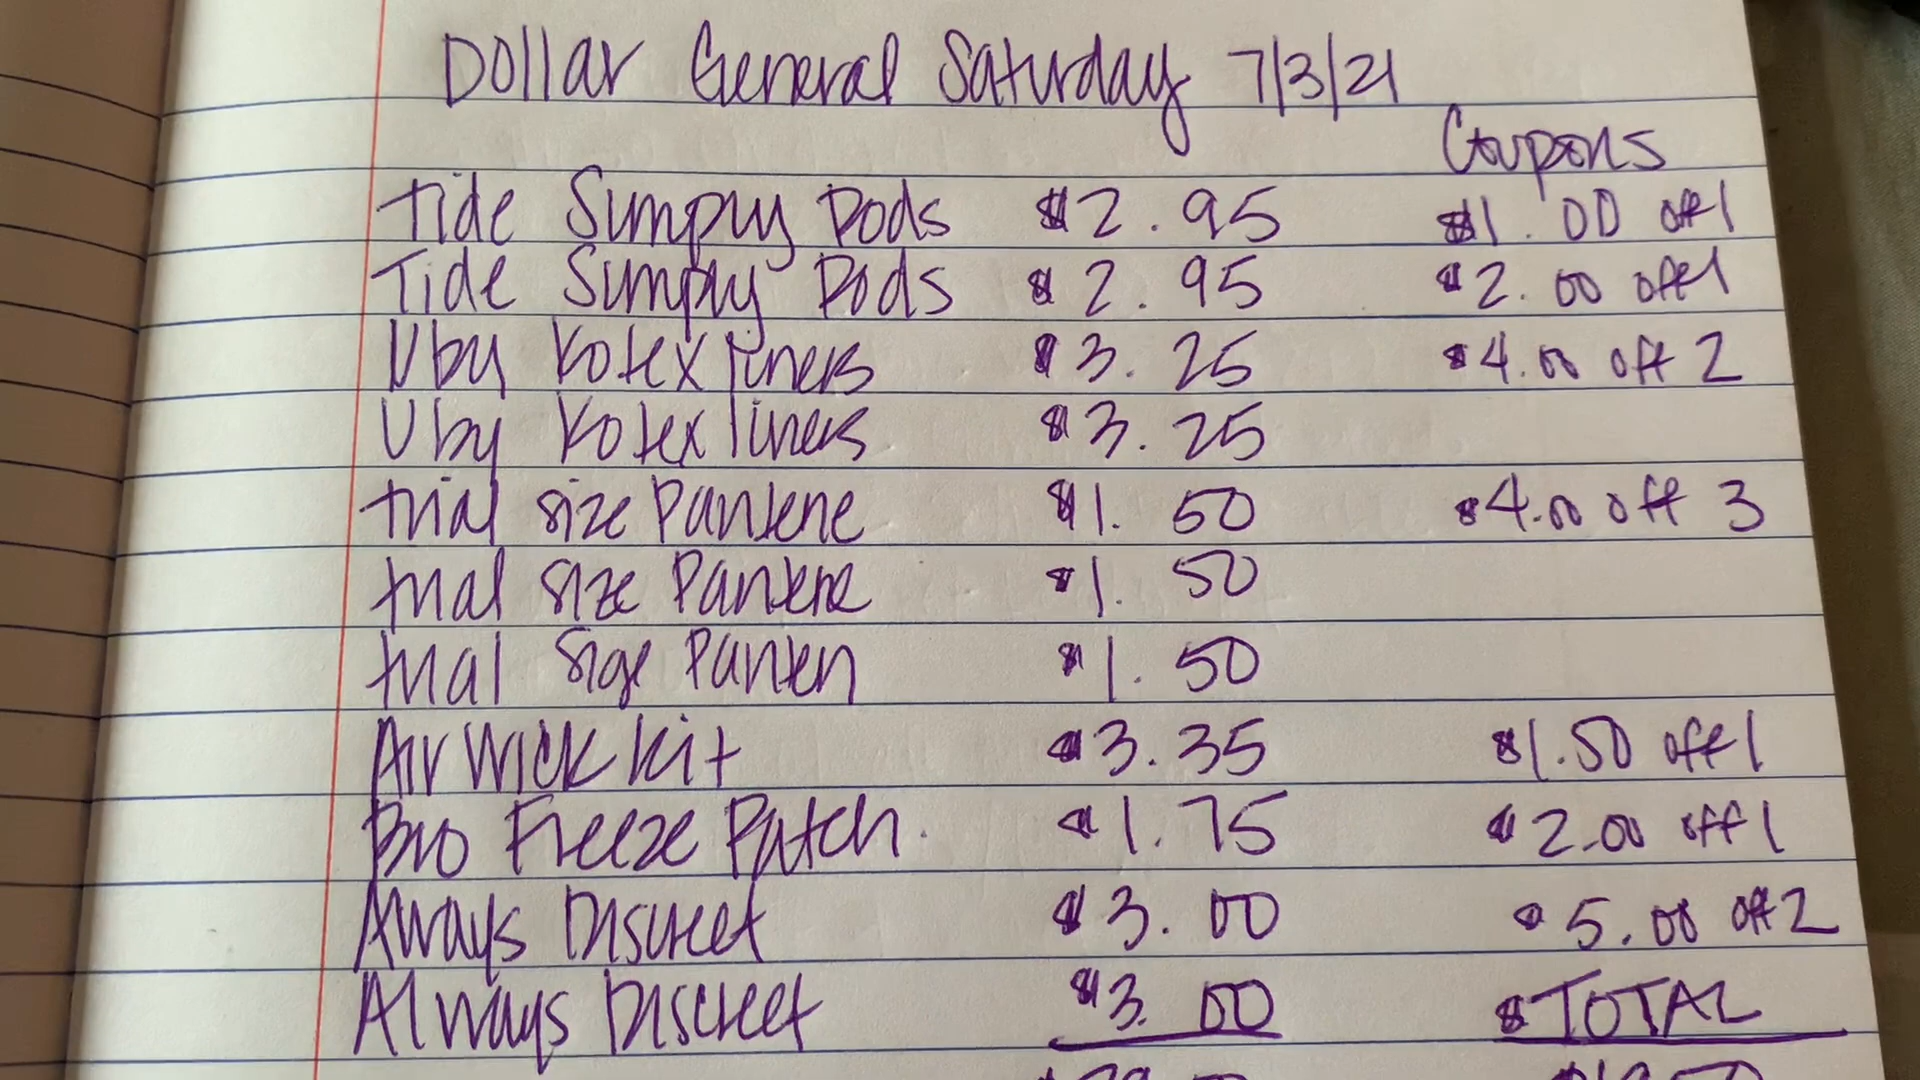 Dollar General Saturday 7/3/21
Coupons
Tide Simply Pods $2.95 $1.00 off 1
Tide Simply Pods $2.95 $2.00 off 1
U by Kotex liners $3.25 $4.00 off 2
U by Kotex liners $3.25
trial size Pantene $1.50 $4.00 off 3
trial size Pantene $1.50
trial size Panten $1.50
Air Wick Kit $3.35 $1.50 off 1
Bio Freeze Patch. $1.75 $2.00 off 1
Always Discreet $3.00 $5.00 off 2
Always Discreet $3.00 $TOTAL